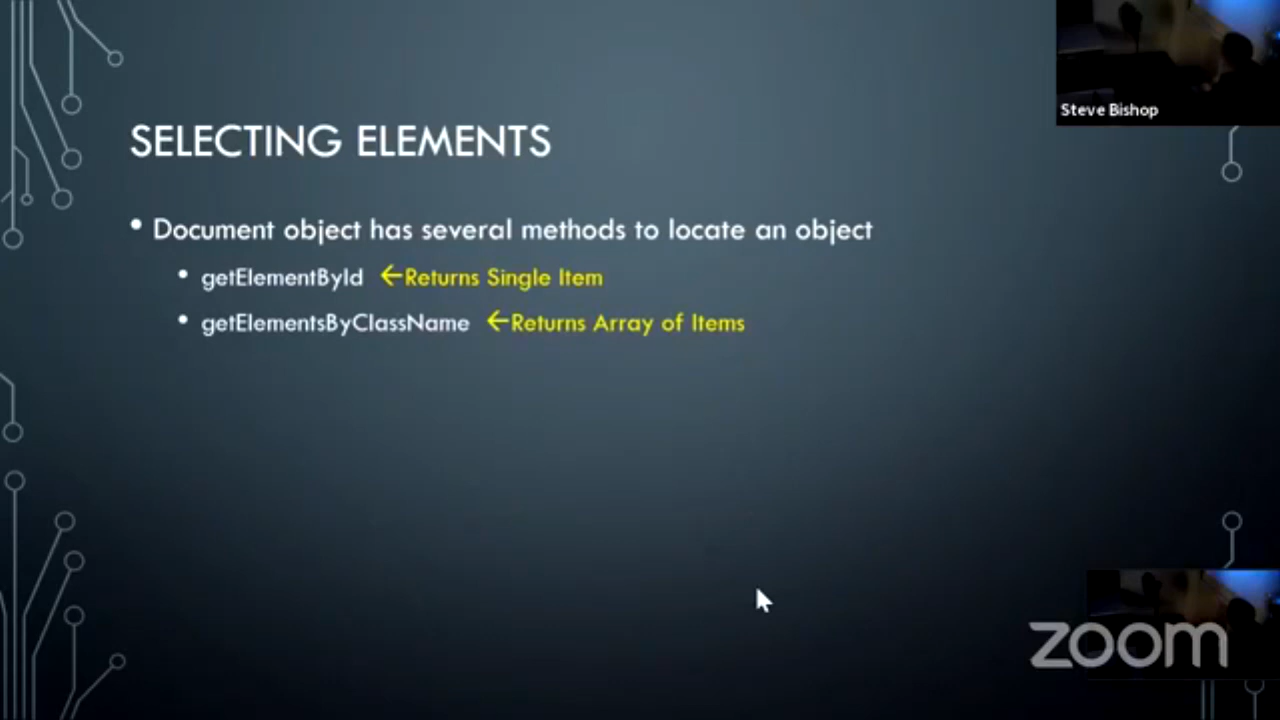 Steve Bishop
SELECTING ELEMENTS
• Document object has several methods to locate an object
• getElementById ←Returns Single Item
• getElementsByClassName ←Returns Array of Items
zoom